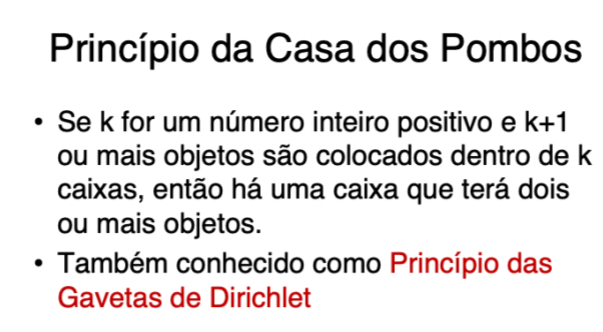 Princípio da Casa dos Pombos
• Se k for um número inteiro positivo e k+1
ou mais objetos são colocados dentro de k
caixas, então há uma caixa que terá dois
ou mais objetos.
• Também conhecido como Princípio das
Gavetas de Dirichlet